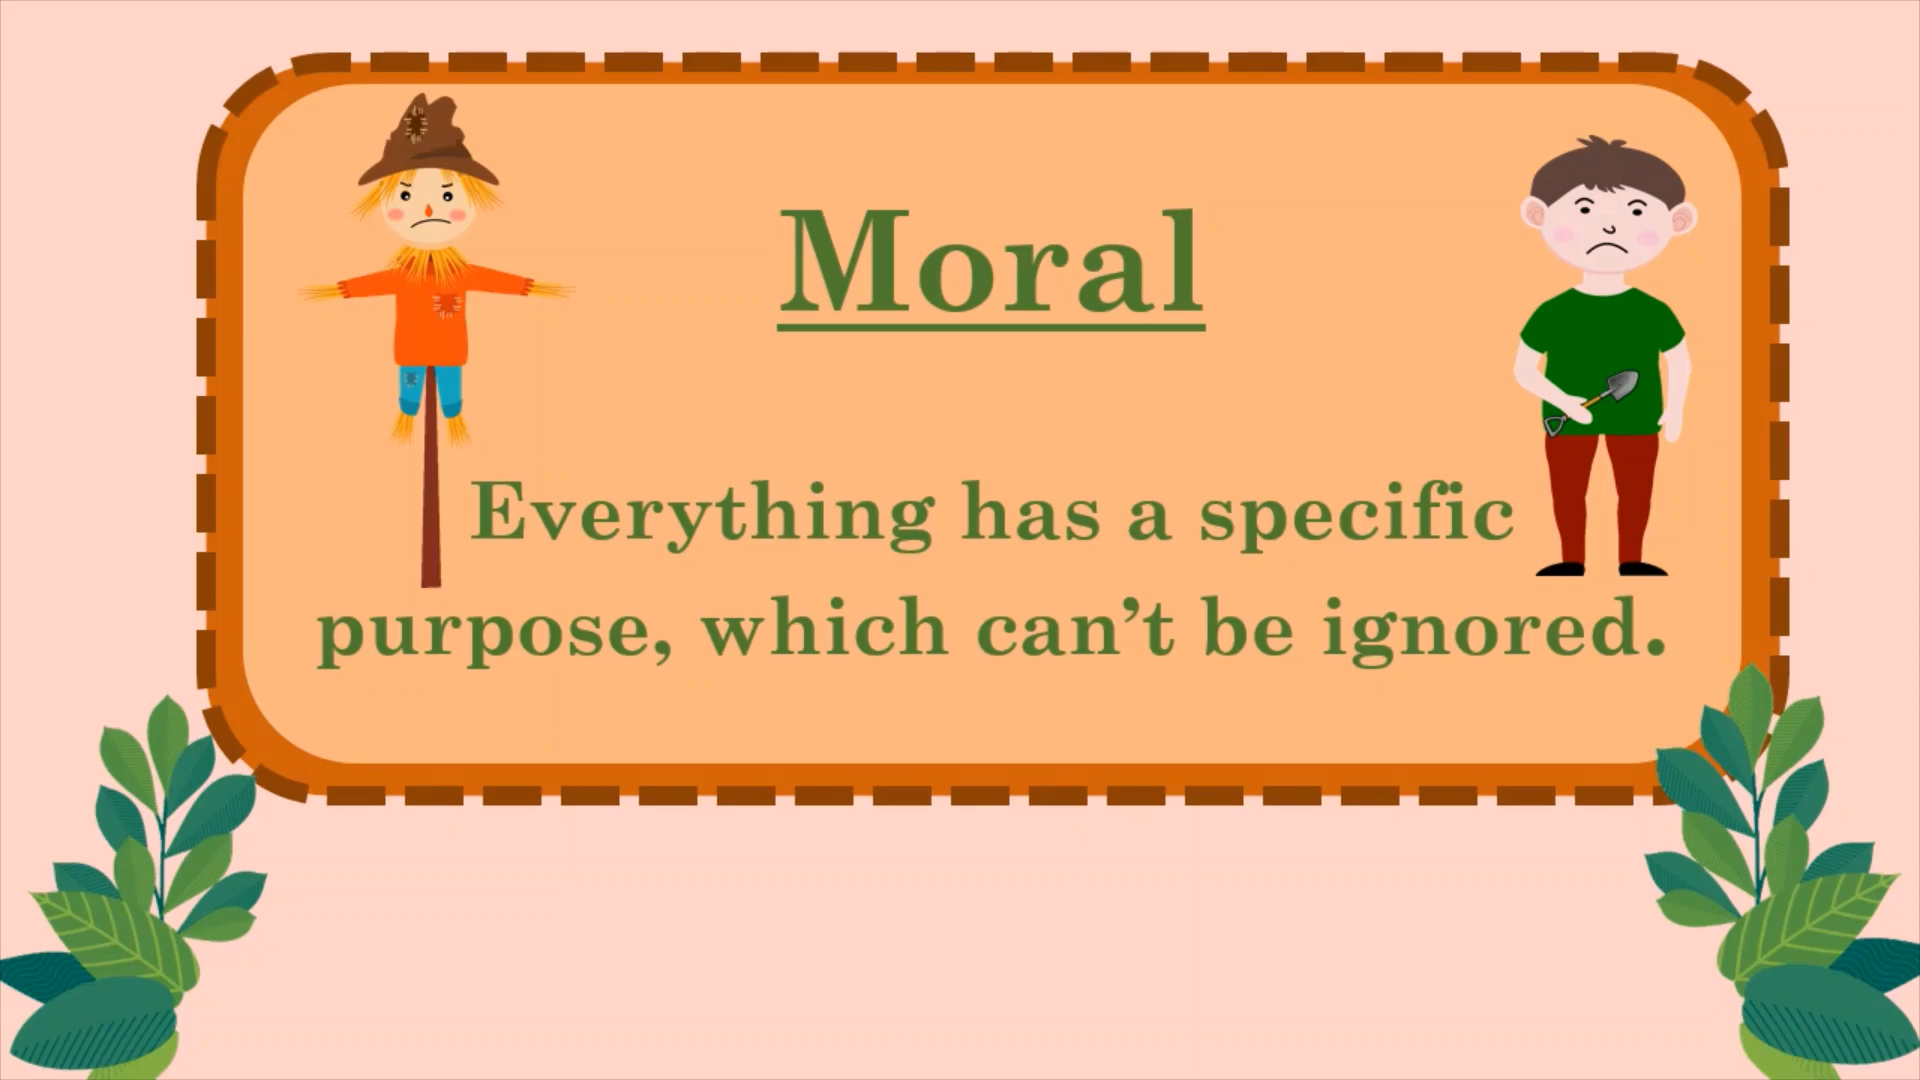 Moral
Everything has a specific
purpose, which can’t be ignored.